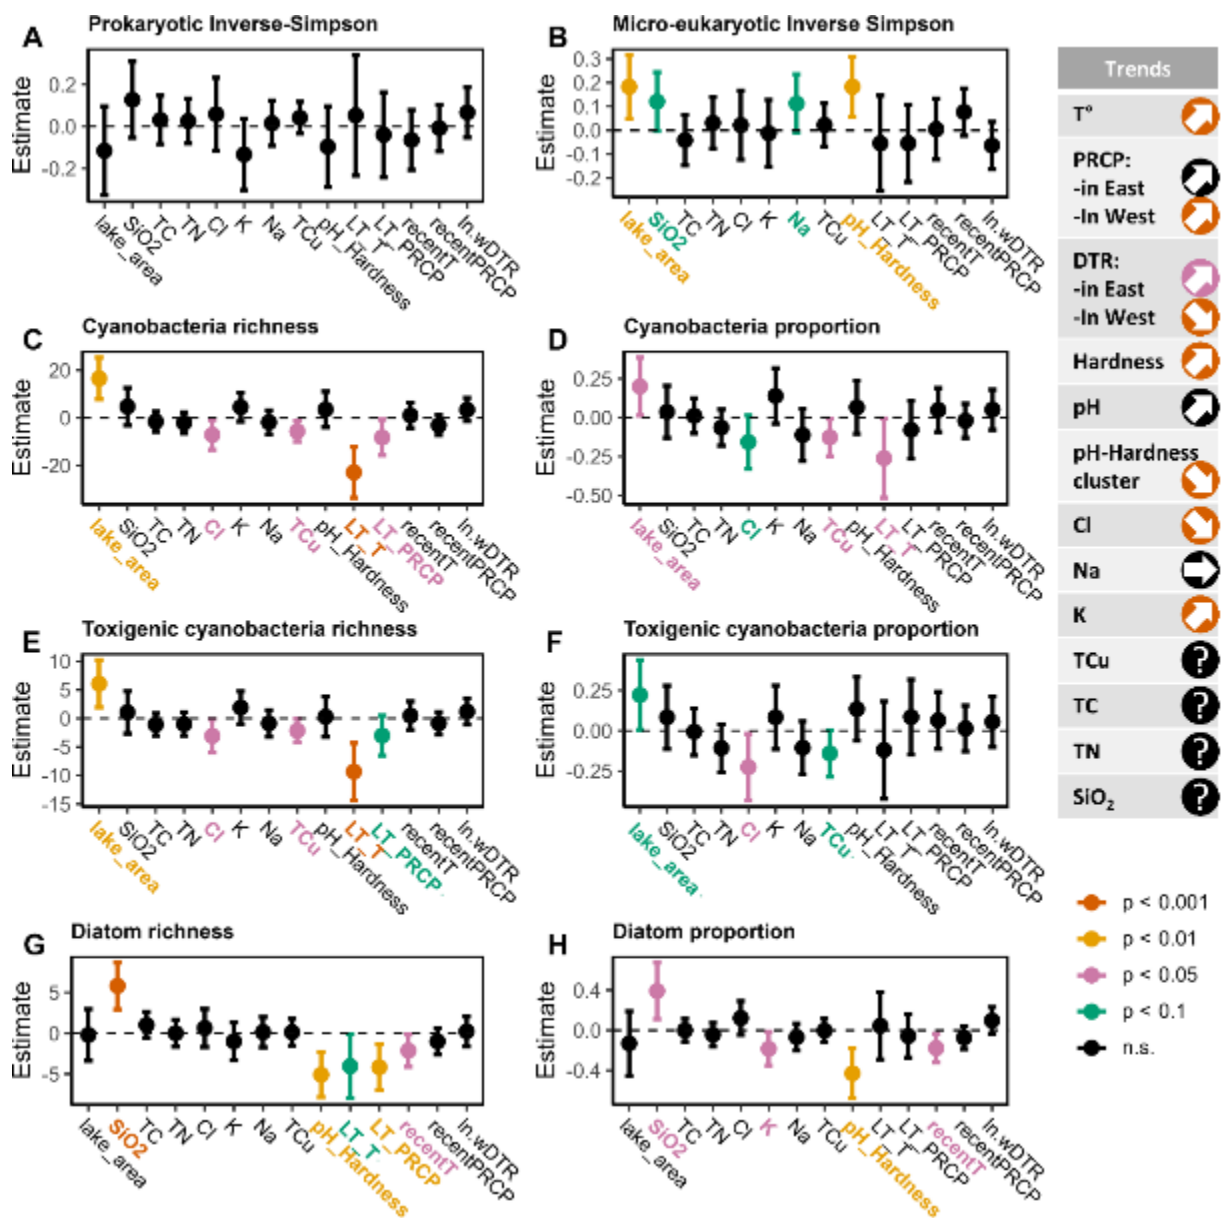 A Prokaryotic Inverse-Simpson
Estimate
0.2
0.0
-0.2
lake_area SiO2 TC TN Cl K Na TCu pH_Hardness LT_T LT_PRCP recentT recentPRCP ln.wDTR
B Micro-eukaryotic Inverse Simpson
Estimate
0.3
0.2
0.1
0.0
-0.1
-0.2
lake_area SiO2 TC TN Cl K Na TCu pH_Hardness LT_T LT_PRCP recentT recentPRCP ln.wDTR
C Cyanobacteria richness
Estimate
20
0
-20
lake_area SiO2 TC TN Cl K Na TCu pH_Hardness LT_T LT_PRCP recentT recentPRCP ln.wDTR
D Cyanobacteria proportion
Estimate
0.25
0.00
-0.25
-0.50
lake_area SiO2 TC TN Cl K Na TCu pH_Hardness LT_T LT_PRCP recentT recentPRCP ln.wDTR
E Toxigenic cyanobacteria richness
Estimate
10
5
0
-5
-10
-15
lake_area SiO2 TC TN Cl K Na TCu pH_Hardness LT_T LT_PRCP. recentT recentPRCP ln.wDTR
F Toxigenic cyanobacteria proportion
Estimate
0.25
0.00
-0.25
lake_area. SiO2 TC TN Cl K Na TCu. pH_Hardness LT_T LT_PRCP recentT recentPRCP ln.wDTR
G Diatom richness
Estimate
5
0
-5
lake_area SiO2 TC TN Cl K Na TCu pH_Hardness LT_T. LT_PRCP recentT recentPRCP ln.wDTR
H Diatom proportion
Estimate
0.4
0.0
-0.4
lake_area SiO2 TC TN Cl K Na TCu pH_Hardness LT_T LT_PRCP recentT recentPRCP ln.wDTR
Trends
T°
PRCP:
-in East
-In West
DTR:
-in East
-In West
Hardness
pH
pH-Hardness
cluster
Cl
Na
K
TCu ?
TC ?
TN ?
SiO₂ ?
p < 0.001
p < 0.01
p < 0.05
p < 0.1
n.s.